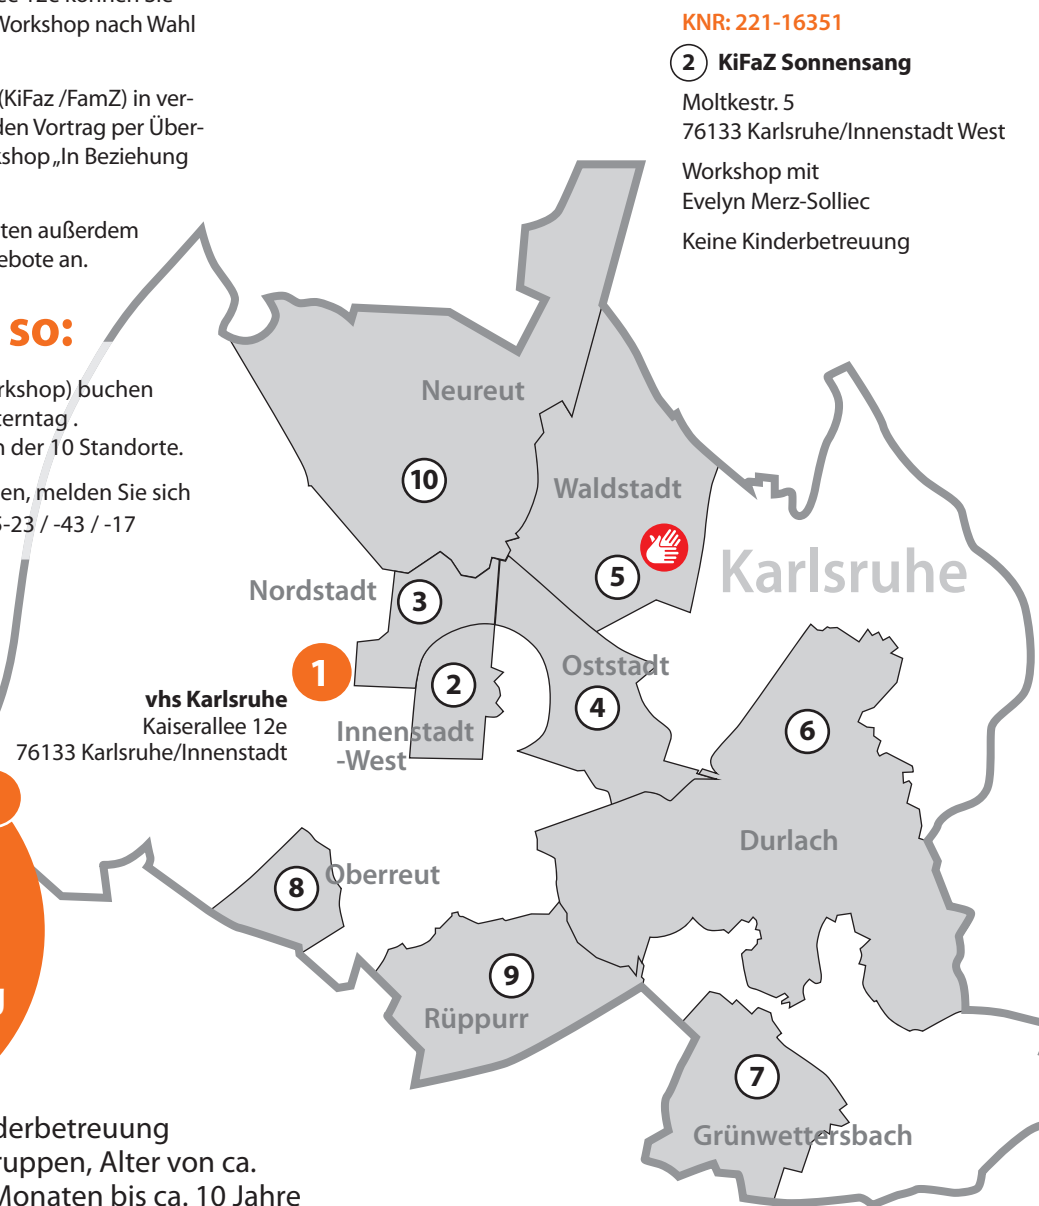 Workshop nach Wahl
(KiFaz /FamZ) in ver-
den Vortrag per Über-
kshop „In Beziehung
ten außerdem
ebote an.
so:
rkshop) buchen
terntag .
n der 10 Standorte.
en, melden Sie sich
-23 / -43 / -17
KNR: 221-16351
2 KiFaZ Sonnensang
Moltkestr. 5
76133 Karlsruhe/Innenstadt West
Workshop mit
Evelyn Merz-Solliec
Keine Kinderbetreuung
Neureut
10
Waldstadt
5
Karlsruhe
Nordstadt
3
1
vhs Karlsruhe
Kaiserallee 12e
76133 Karlsruhe/Innenstadt
2
Innenstadt
-West
Oststadt
4
6
Durlach
8
Oberreut
9
Rüppurr
7
Grünwettersbach
derbetreuung
ruppen, Alter von ca.
Monaten bis ca. 10 Jahre